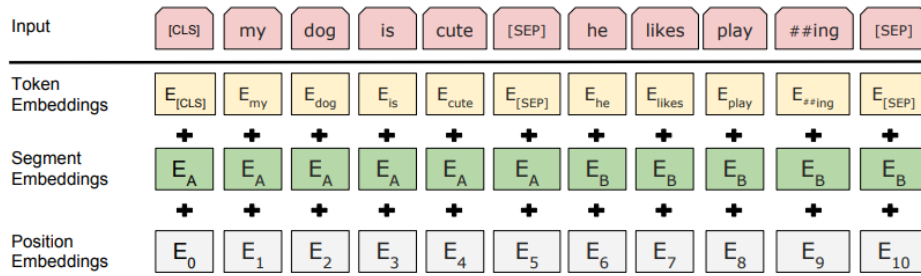 Input [CLS] my dog is cute [SEP] he likes play ##ing [SEP]
Token Embeddings E[CLS] Emy Edog Eis Ecute E[SEP] Ehe Elikes Eplay E##ing E[SEP]
+ + + + + + + + + + +
Segment Embeddings EA EA EA EA EA EA EB EB EB EB EB
+ + + + + + + + + + +
Position Embeddings E0 E1 E2 E3 E4 E5 E6 E7 E8 E9 E10